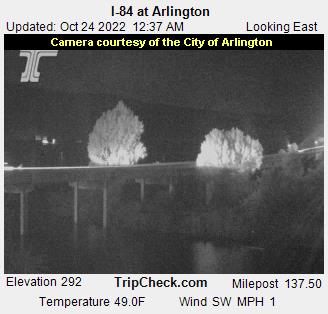 I-84 at Arlington
Updated: Oct 24 2022 12:37 AM Looking East
Camera courtesy of the City of Arlington
Elevation 292 TripCheck.com Milepost 137.50
Temperature 49.0F Wind SW MPH 1